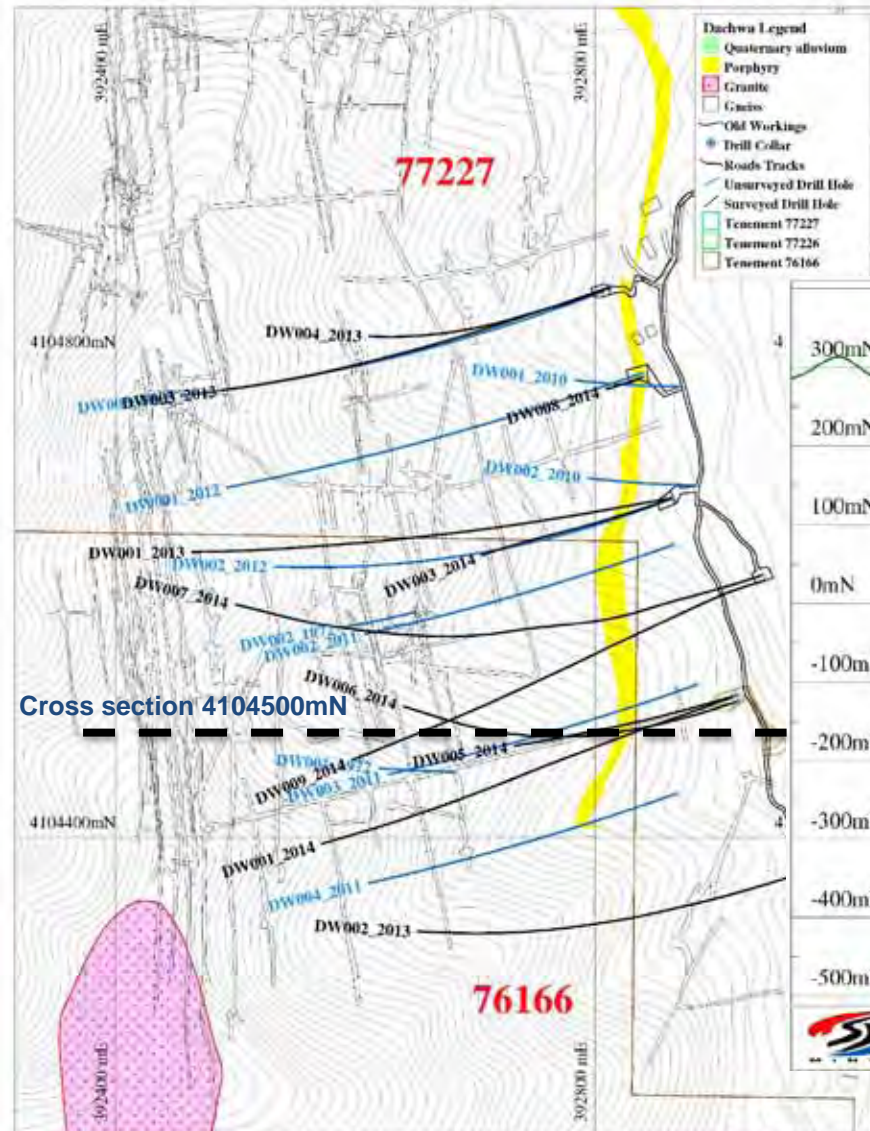 392400 mE
392800 mE
Dachwa Legend
Quaternary alluvium
Porphyry
Granite
Gneiss
Old Workings
Drill Collar
Roads Tracks
Unsurveyed Drill Hole
Surveyed Drill Hole
Tenement 77227
Tenement 77226
Tenement 76166
77227
DW004_2013
4104800mN
4
300mN
DW001_2010
DW003_2013
DW008_2014
200mN
DW002_2010
DW001_2012
100mN
DW001_2013
DW002_2012
DW003_2014
DW007_2014
0mN
DW002_2011
DW006_2014
-100m
Cross section 4104500mN
DW005_2014
-200m
DW009_2014
DW003_2011
4104400mN
4
-300m
DW001_2014
DW004_2011
-400m
DW002_2013
76166
-500m
392400 mE
392800 mE